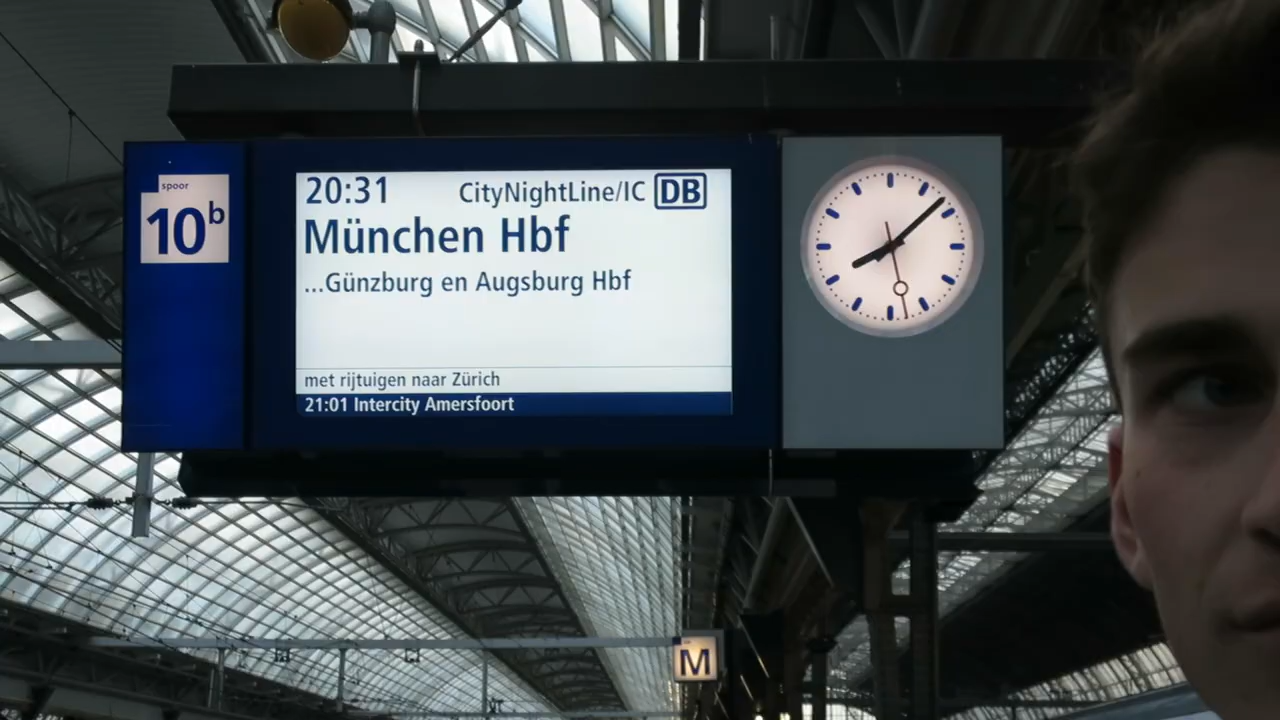 spoor
10b
20:31 CityNightLine/IC DB
München Hbf
...Günzburg en Augsburg Hbf
met rijtuigen naar Zürich
21:01 Intercity Amersfoort
M